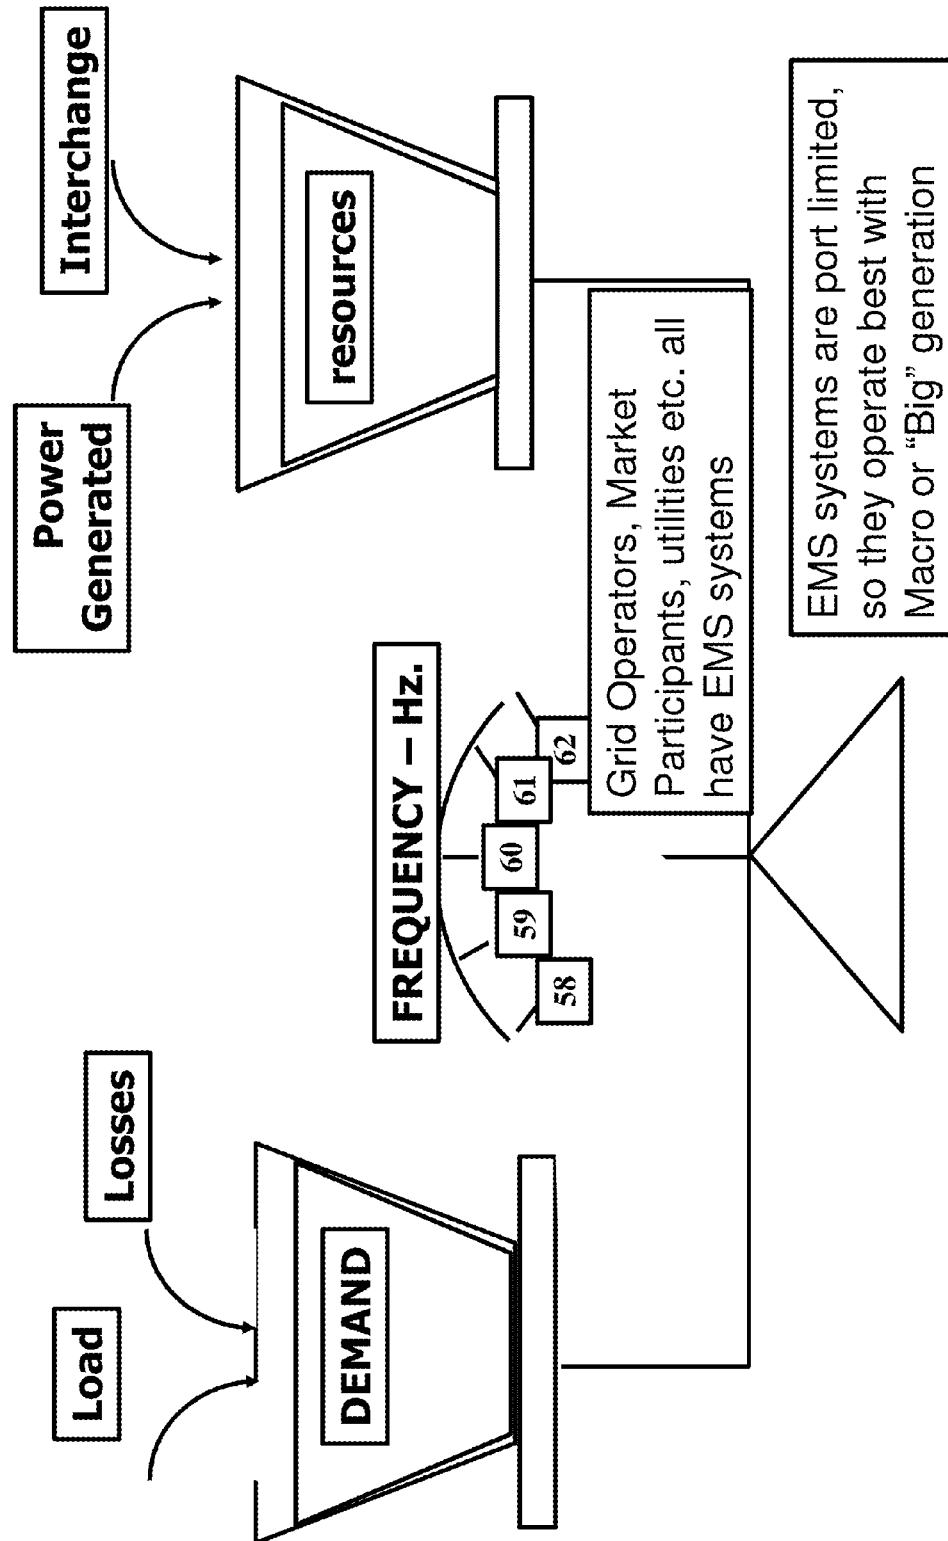 Load
Losses
Power
Generated
Interchange
FREQUENCY – Hz.
58
59
60
61
62
DEMAND
resources
Grid Operators, Market
Participants, utilities etc. all
have EMS systems
EMS systems are port limited,
so they operate best with
Macro or “Big” generation